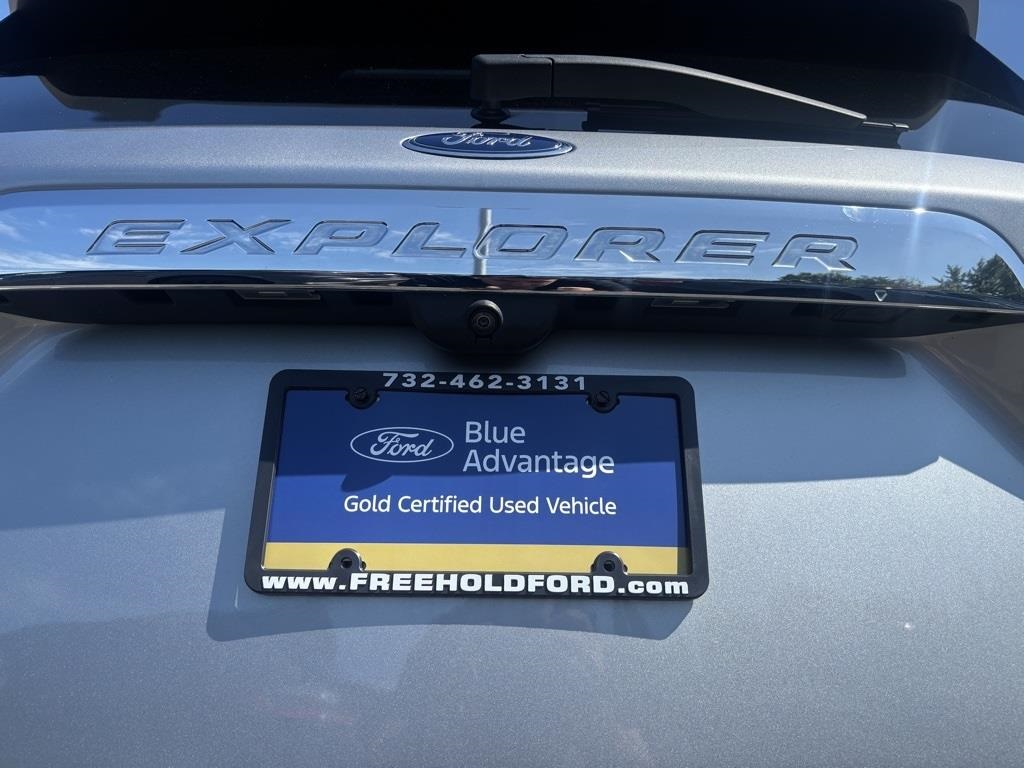 Ford
EXPLORER
732-462-3131
Ford Blue
Advantage
Gold Certified Used Vehicle
www.FREEHOLDFORD.com